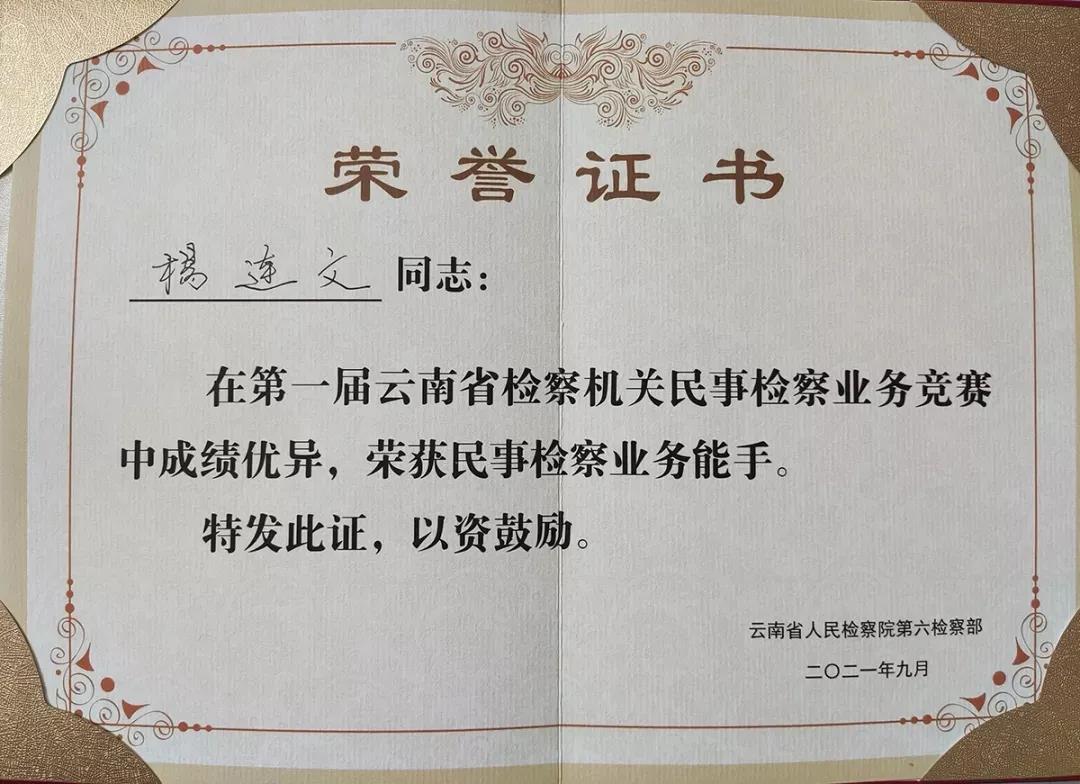 荣誉证书
楊连文同志：
在第一届云南省检察机关民事检察业务竞赛
中成绩优异，荣获民事检察业务能手。
特发此证，以资鼓励。
云南省人民检察院第六检察部
二〇二一年九月